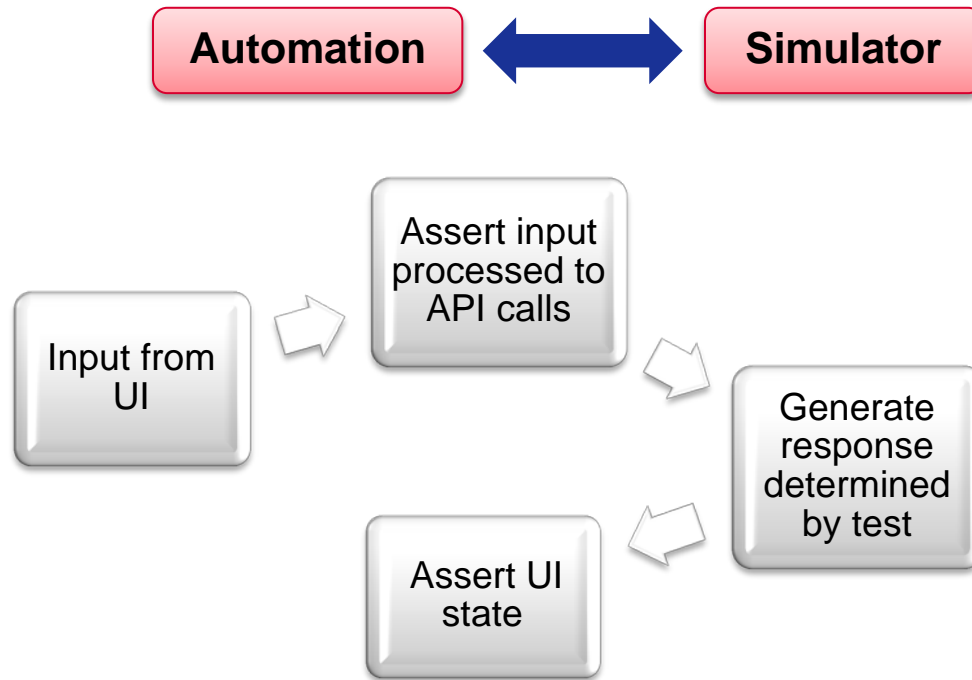 Automation
Simulator
Assert input
processed to
API calls
Input from
UI
Generate
response
determined
by test
Assert UI
state